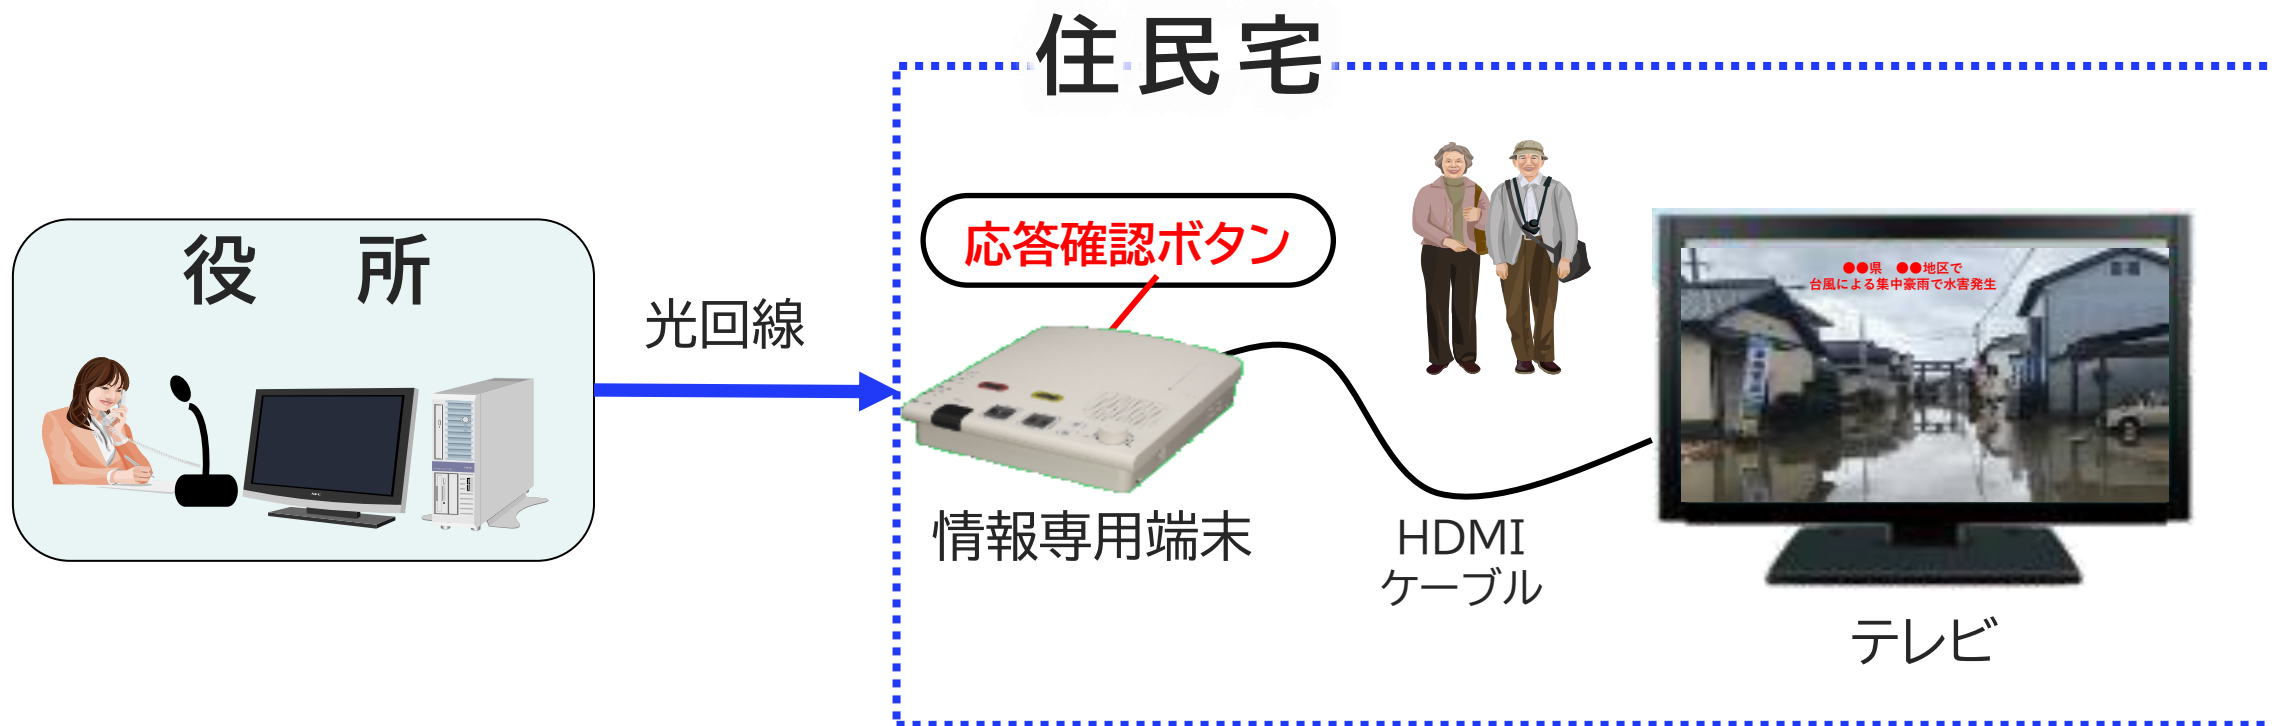 住民宅
役　所
光回線
応答確認ボタン
情報専用端末
HDMI
ケーブル
●●県　●●地区で
台風による集中豪雨で水害発生
テレビ